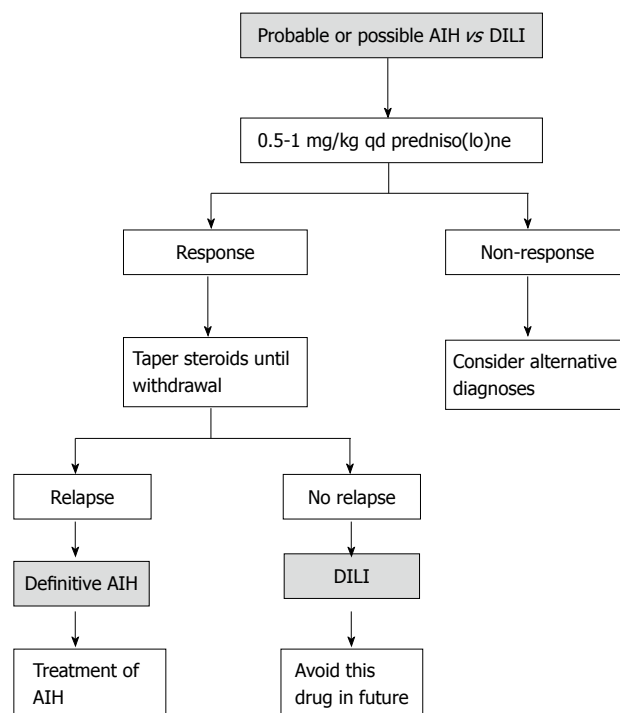 Probable or possible AIH vs DILI
0.5-1 mg/kg qd predniso(lo)ne
Response
Non-response
Taper steroids until
withdrawal
Consider alternative
diagnoses
Relapse
No relapse
Definitive AIH
DILI
Treatment of
AIH
Avoid this
drug in future